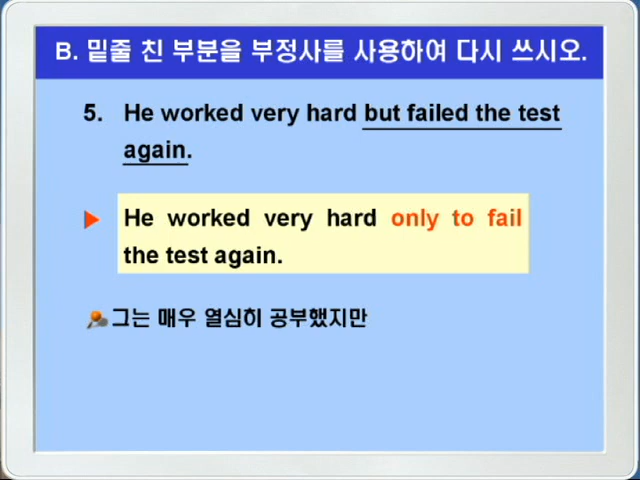 B. 밑줄 친 부분을 부정사를 사용하여 다시 쓰시오.
5. He worked very hard but failed the test
again.
He worked very hard only to fail
the test again.
그는 매우 열심히 공부했지만